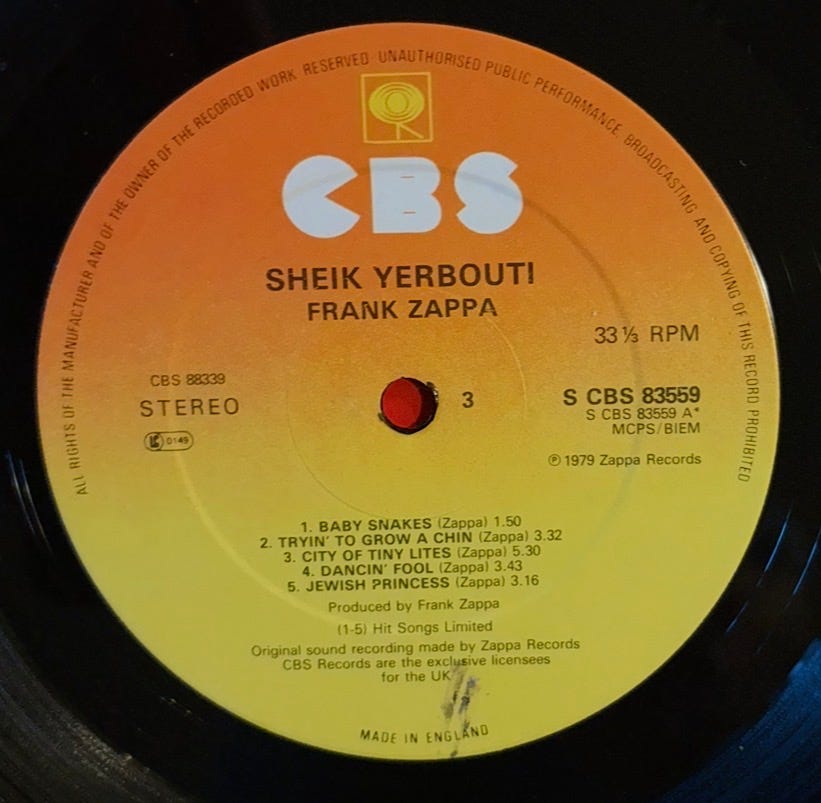 ALL RIGHTS OF THE MANUFACTURER AND OF THE OWNER OF THE RECORDED WORK RESERVED · UNAUTHORISED PUBLIC PERFORMANCE, BROADCASTING AND COPYING OF THIS RECORD PROHIBITED
CBS
SHEIK YERBOUTI
FRANK ZAPPA
33⅓ RPM
CBS 88339
STEREO
LC 0149
3
S CBS 83559
S CBS 83559 A*
MCPS/BIEM
℗ 1979 Zappa Records
1. BABY SNAKES (Zappa) 1.50
2. TRYIN' TO GROW A CHIN (Zappa) 3.32
3. CITY OF TINY LITES (Zappa) 5.30
4. DANCIN' FOOL (Zappa) 3.43
5. JEWISH PRINCESS (Zappa) 3.16
Produced by Frank Zappa
(1-5) Hit Songs Limited
Original sound recording made by Zappa Records
CBS Records are the exclusive licensees
for the UK
MADE IN ENGLAND